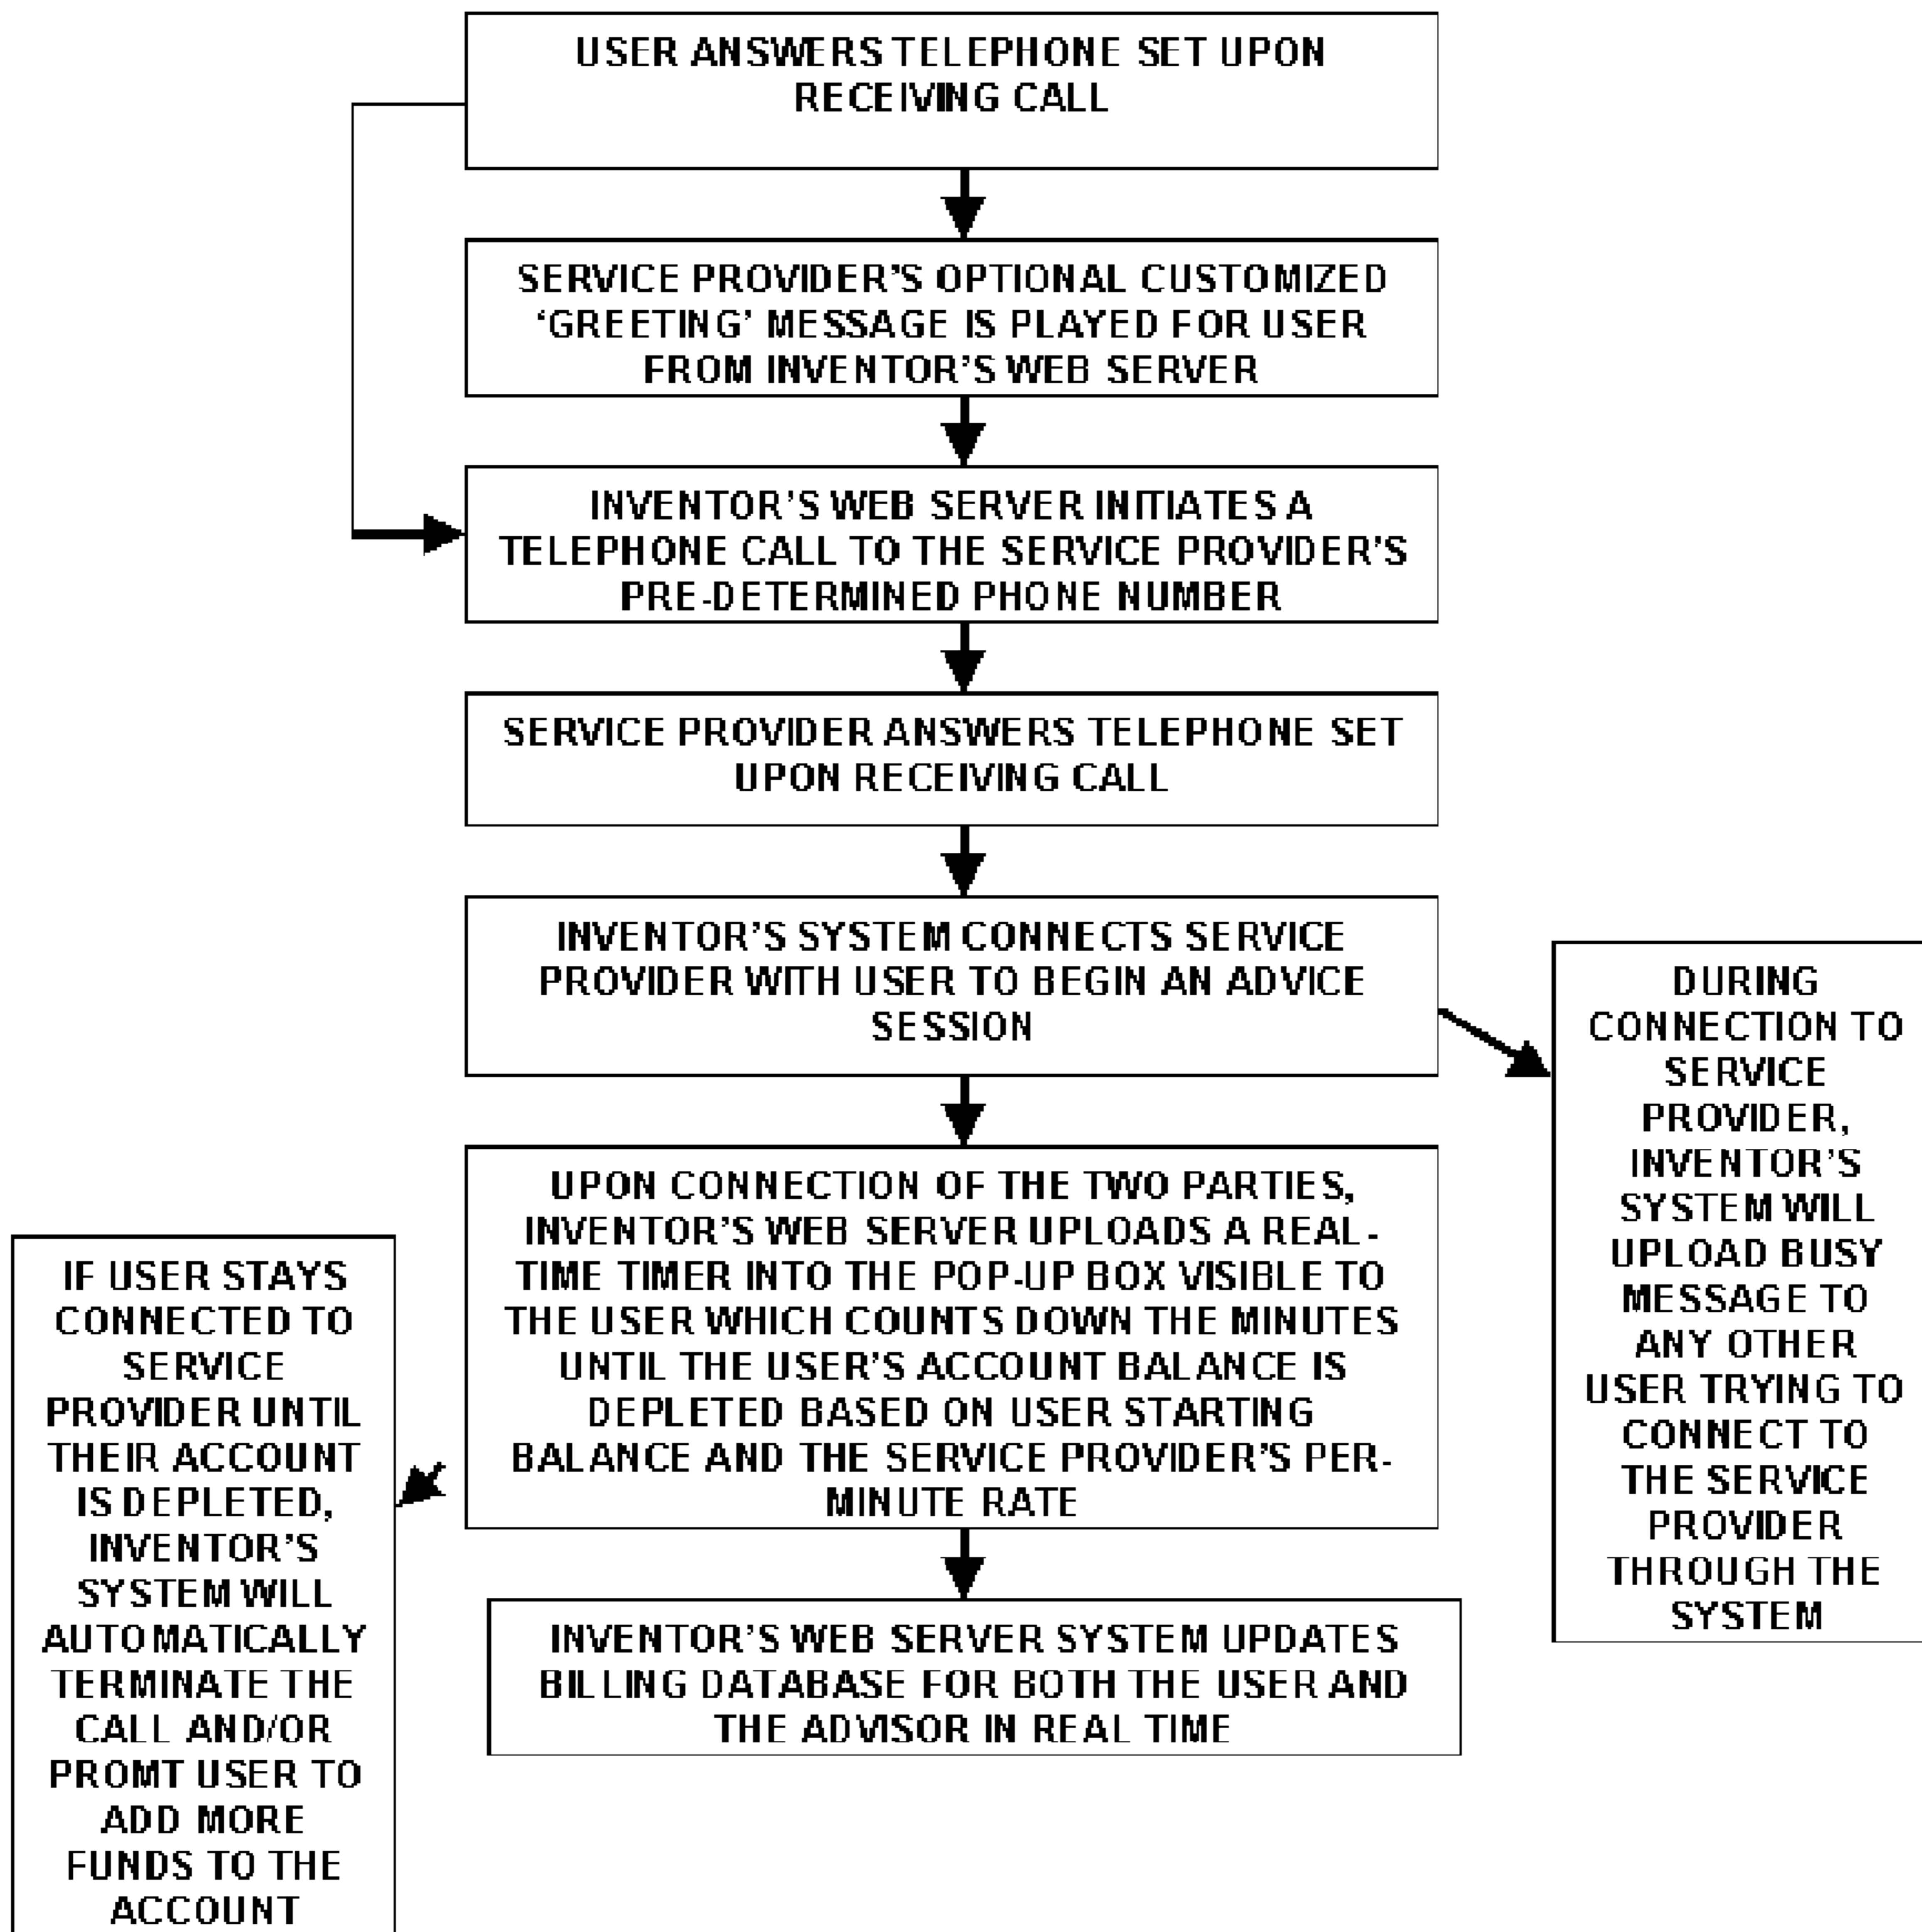 USER ANSWERS TELEPHONE SET UPON
RECEIVING CALL
SERVICE PROVIDER'S OPTIONAL CUSTOMIZED
‘GREETING’ MESSAGE IS PLAYED FOR USER
FROM INVENTOR'S WEB SERVER
INVENTOR'S WEB SERVER INITIATES A
TELEPHONE CALL TO THE SERVICE PROVIDER'S
PRE-DETERMINED PHONE NUMBER
SERVICE PROVIDER ANSWERS TELEPHONE SET
UPON RECEIVING CALL
INVENTOR'S SYSTEM CONNECTS SERVICE
PROVIDER WITH USER TO BEGIN AN ADVICE
SESSION
DURING
CONNECTION TO
SERVICE
PROVIDER,
INVENTOR'S
SYSTEM WILL
UPLOAD BUSY
MESSAGE TO
ANY OTHER
USER TRYING TO
CONNECT TO
THE SERVICE
PROVIDER
THROUGH THE
SYSTEM
UPON CONNECTION OF THE TWO PARTIES,
INVENTOR'S WEB SERVER UPLOADS A REAL-
TIME TIMER INTO THE POP-UP BOX VISIBLE TO
THE USER WHICH COUNTS DOWN THE MINUTES
UNTIL THE USER'S ACCOUNT BALANCE IS
DEPLETED BASED ON USER STARTING
BALANCE AND THE SERVICE PROVIDER'S PER-
MINUTE RATE
IF USER STAYS
CONNECTED TO
SERVICE
PROVIDER UNTIL
THEIR ACCOUNT
IS DEPLETED,
INVENTOR'S
SYSTEM WILL
AUTOMATICALLY
TERMINATE THE
CALL AND/OR
PROMT USER TO
ADD MORE
FUNDS TO THE
ACCOUNT
INVENTOR'S WEB SERVER SYSTEM UPDATES
BILLING DATABASE FOR BOTH THE USER AND
THE ADVISOR IN REAL TIME